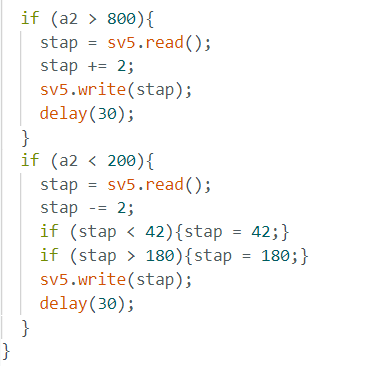 if (a2 > 800){
stap = sv5.read();
stap += 2;
sv5.write(stap);
delay(30);
}
if (a2 < 200){
stap = sv5.read();
stap -= 2;
if (stap < 42){stap = 42;}
if (stap > 180){stap = 180;}
sv5.write(stap);
delay(30);
}
}